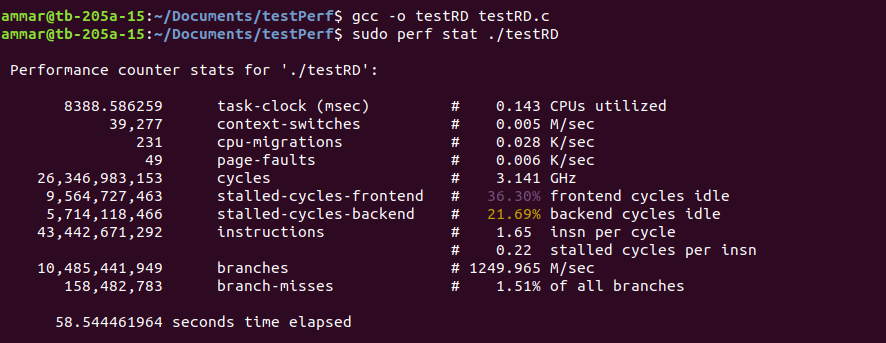 ammar@tb-205a-15:~/Documents/testPerf$ gcc -o testRD testRD.c
ammar@tb-205a-15:~/Documents/testPerf$ sudo perf stat ./testRD
Performance counter stats for './testRD':
8388.586259 task-clock (msec) # 0.143 CPUs utilized
39,277 context-switches # 0.005 M/sec
231 cpu-migrations # 0.028 K/sec
49 page-faults # 0.006 K/sec
26,346,983,153 cycles # 3.141 GHz
9,564,727,463 stalled-cycles-frontend # 36.30% frontend cycles idle
5,714,118,466 stalled-cycles-backend # 21.69% backend cycles idle
43,442,671,292 instructions # 1.65 insn per cycle
# 0.22 stalled cycles per insn
10,485,441,949 branches # 1249.965 M/sec
158,482,783 branch-misses # 1.51% of all branches
58.544461964 seconds time elapsed